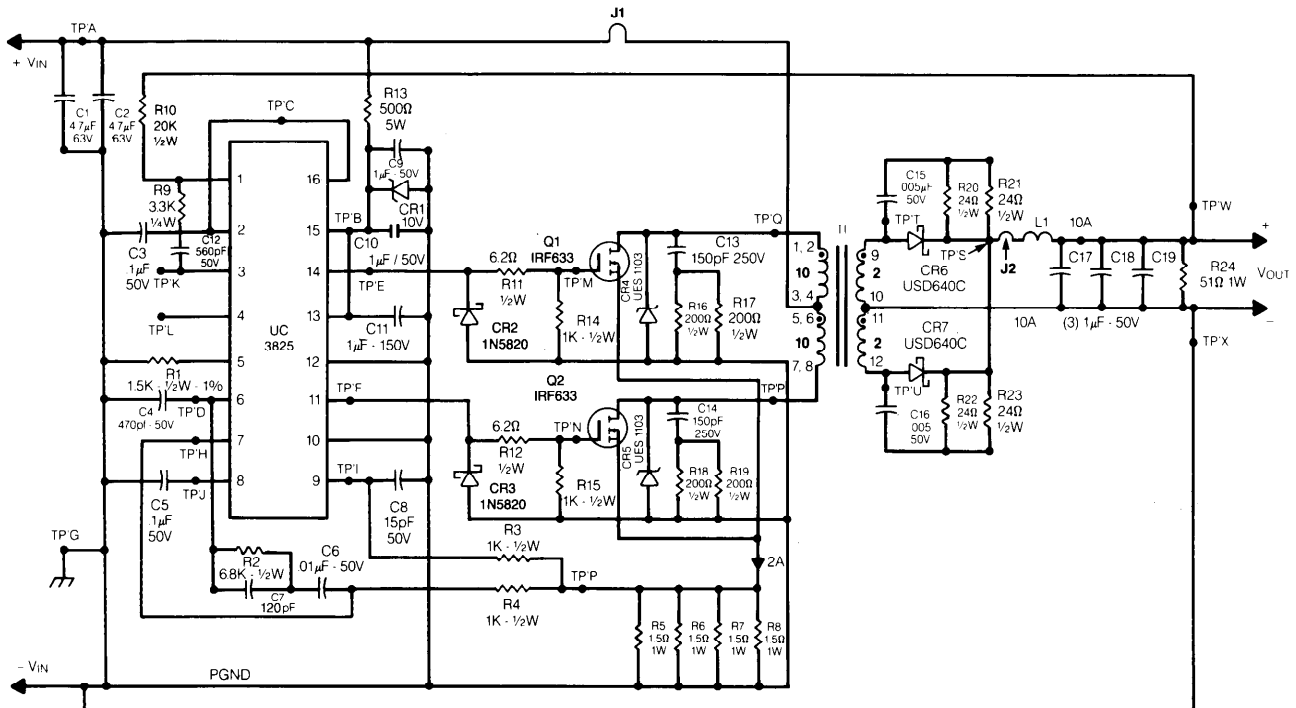 J1
TP'A
+ VIN
C1
4.7µF
63V
C2
4.7µF
63V
R10
20K
½W
TP'C
R13
500Ω
5W
C9
1µF - 50V
CR1
10V
R9
3.3K
¼W
C12
560pF
50V
C3
.1µF
50V
TP'K
TP'L
1
2
3
4
5
6
7
8
16
15
14
13
12
11
10
9
UC
3825
TP'B
C10
1µF / 50V
TP'E
C11
1µF - 150V
TP'F
TP'I
C8
15pF
50V
R1
1.5K - ½W - 1%
C4
470pf - 50V
TP'D
TP'H
TP'J
C5
.1µF
50V
TP'G
R2
6.8K - ½W
C7
120pF
C6
.01µF - 50V
R3
1K - ½W
R4
1K - ½W
TP'P
Q1
IRF633
6.2Ω
R11
½W
TP'M
CR2
1N5820
R14
1K - ½W
CR4
UES 1103
C13
150pF 250V
R16
200Ω
½W
R17
200Ω
½W
TP'Q
Q2
IRF633
6.2Ω
R12
½W
TP'N
CR3
1N5820
R15
1K - ½W
CR5
UES 1103
C14
150pF
250V
R18
200Ω
½W
R19
200Ω
½W
TP'P
2A
R5
1.5Ω
1W
R6
1.5Ω
1W
R7
1.5Ω
1W
R8
1.5Ω
1W
1, 2
10
3, 4
5, 6
10
7, 8
9
2
10
11
2
12
C15
.005µF
50V
R20
24Ω
½W
R21
24Ω
½W
TP'T
TP'S
CR6
USD640C
J2
L1
10A
C17
C18
C19
R24
51Ω 1W
TP'W
+
VOUT
-
10A
(3) 1µF - 50V
TP'X
CR7
USD640C
TP'U
C16
.005
50V
R22
24Ω
½W
R23
24Ω
½W
- VIN
PGND